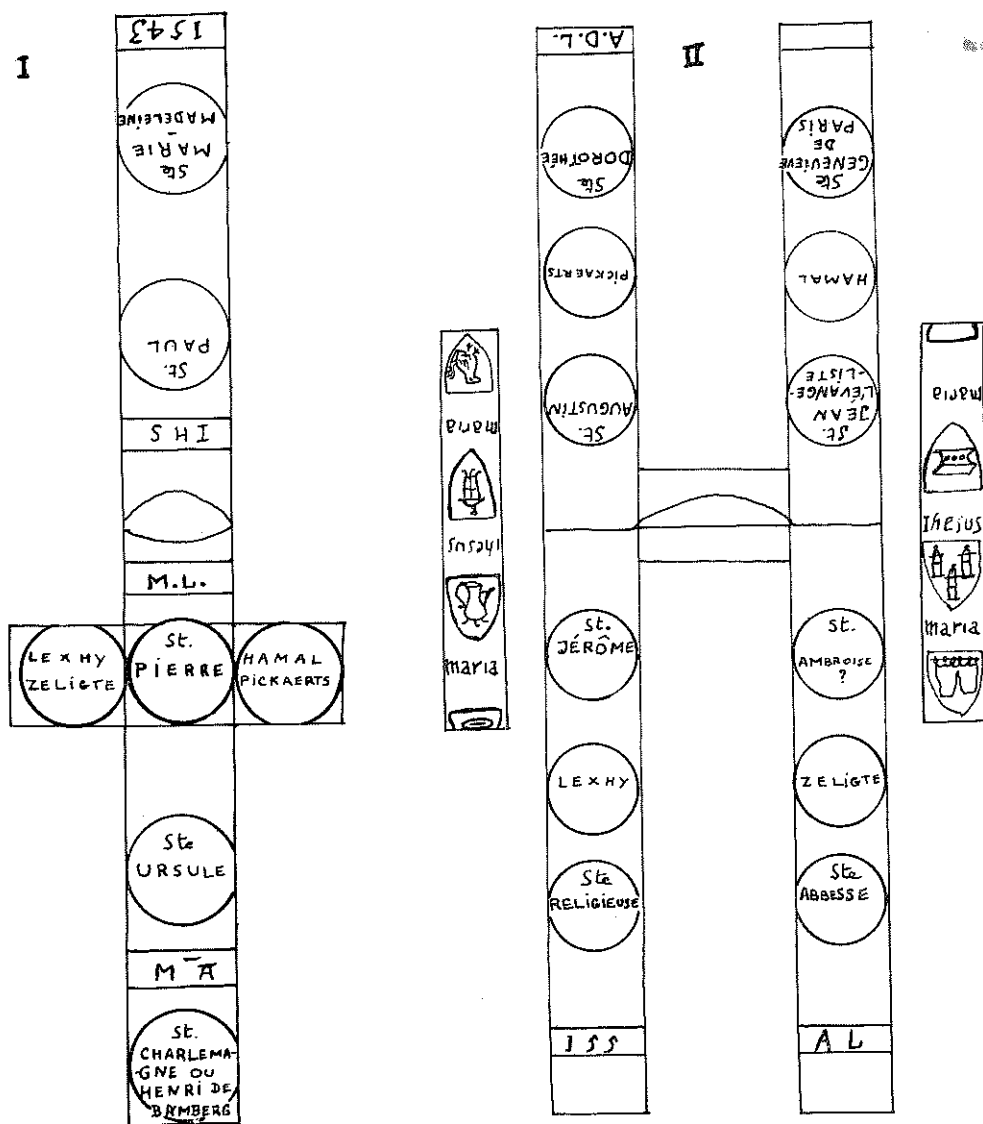 I
1543
Ste
MARIE
-
MADELEINE
St.
PAUL
IHS
M.L.
LEXHY
ZELIGTE
St.
PIERRE
HAMAL
PICKAERTS
Ste
URSULE
M-A
St.
CHARLEMA-
GNE OU
HENRI DE
BAMBERG
II
A.D.L.
Ste
DOROTHÉE
PICKAERTS
St.
AUGUSTIN
Ste
GENEVIEVE
DE
PARIS
HAMAL
St.
JEAN
L'ÉVANGE-
-LISTE
maria
ihesus
maria
St.
JÉRÔME
LEXHY
Ste
RELIGIEUSE
ISS
St.
AMBROISE
?
ZELIGTE
Ste
ABBESSE
AL
maria
Ihesus
maria